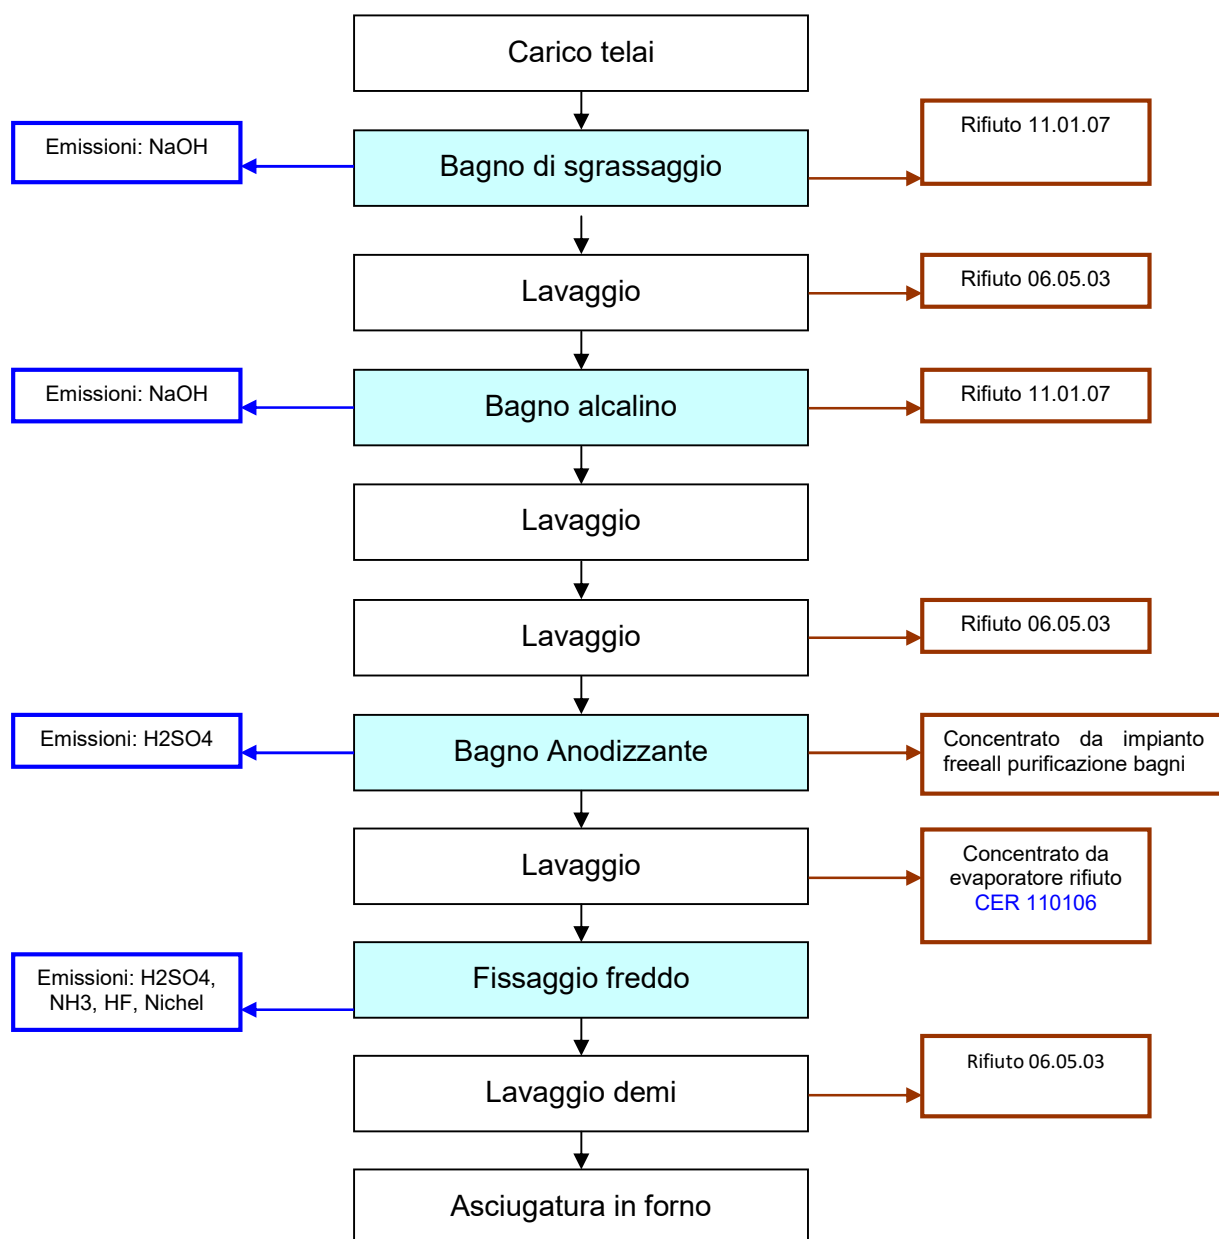 Carico telai
Emissioni: NaOH
Bagno di sgrassaggio
Rifiuto 11.01.07
Lavaggio
Rifiuto 06.05.03
Emissioni: NaOH
Bagno alcalino
Rifiuto 11.01.07
Lavaggio
Lavaggio
Rifiuto 06.05.03
Emissioni: H2SO4
Bagno Anodizzante
Concentrato da impianto
freeall purificazione bagni
Lavaggio
Concentrato da
evaporatore rifiuto
CER 110106
Emissioni: H2SO4,
NH3, HF, Nichel
Fissaggio freddo
Lavaggio demi
Rifiuto 06.05.03
Asciugatura in forno